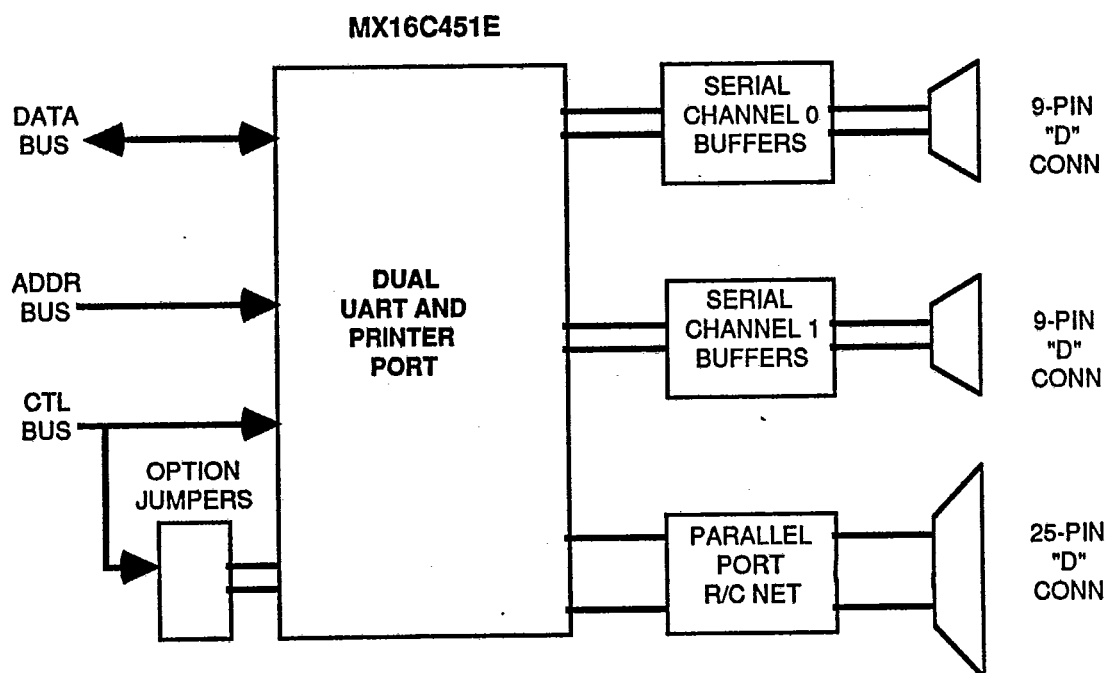 MX16C451E
DATA
BUS
ADDR
BUS
CTL
BUS
OPTION
JUMPERS
DUAL
UART AND
PRINTER
PORT
SERIAL
CHANNEL 0
BUFFERS
9-PIN
"D"
CONN
SERIAL
CHANNEL 1
BUFFERS
9-PIN
"D"
CONN
PARALLEL
PORT
R/C NET
25-PIN
"D"
CONN